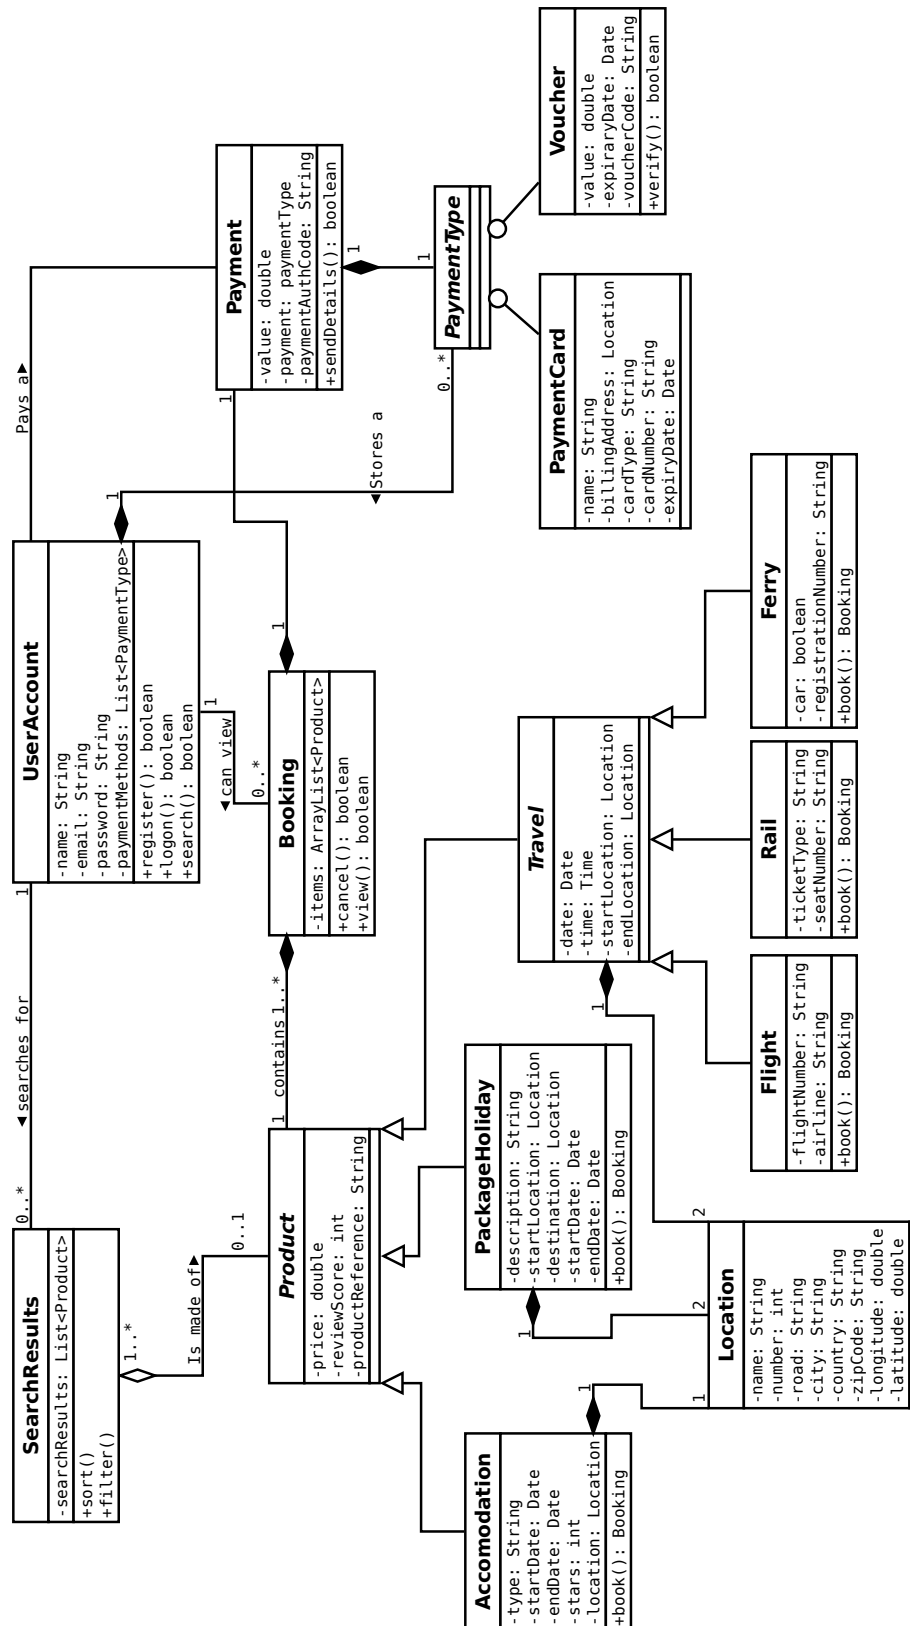 SearchResults
-searchResults: List<Product>
+sort()
+filter()
0..*
◀searches for
1
UserAccount
-name: String
-email: String
-password: String
-paymentMethods: List<PaymentType>
+register(): boolean
+logon(): boolean
+search(): boolean
Pays a▶
1
1..*
Is made of▶
0..1
1
◀can view
0..*
Payment
-value: double
-payment: paymentType
-paymentAuthCode: String
+sendDetails(): boolean
1
1
1
Product
-price: double
-reviewScore: int
-productReference: String
1 contains 1..*
Booking
-items: ArrayList<Product>
+cancel(): boolean
+view(): boolean
1
◀Stores a
0..*
PaymentType
Accomodation
-type: String
-startDate: Date
-endDate: Date
-stars: int
-location: Location
+book(): Booking
1
1
PackageHoliday
-description: String
-startLocation: Location
-destination: Location
-startDate: Date
-endDate: Date
+book(): Booking
1
2
Travel
-date: Date
-time: Time
-startLocation: Location
-endLocation: Location
1
2
PaymentCard
-name: String
-billingAddress: Location
-cardType: String
-cardNumber: String
-expiryDate: Date
Voucher
-value: double
-expiraryDate: Date
-voucherCode: String
+verify(): boolean
Location
-name: String
-number: int
-road: String
-city: String
-country: String
-zipCode: String
-longitude: double
-latitude: double
Flight
-flightNumber: String
-airline: String
+book(): Booking
Rail
-ticketType: String
-seatNumber: String
+book(): Booking
Ferry
-car: boolean
-registrationNumber: String
+book(): Booking